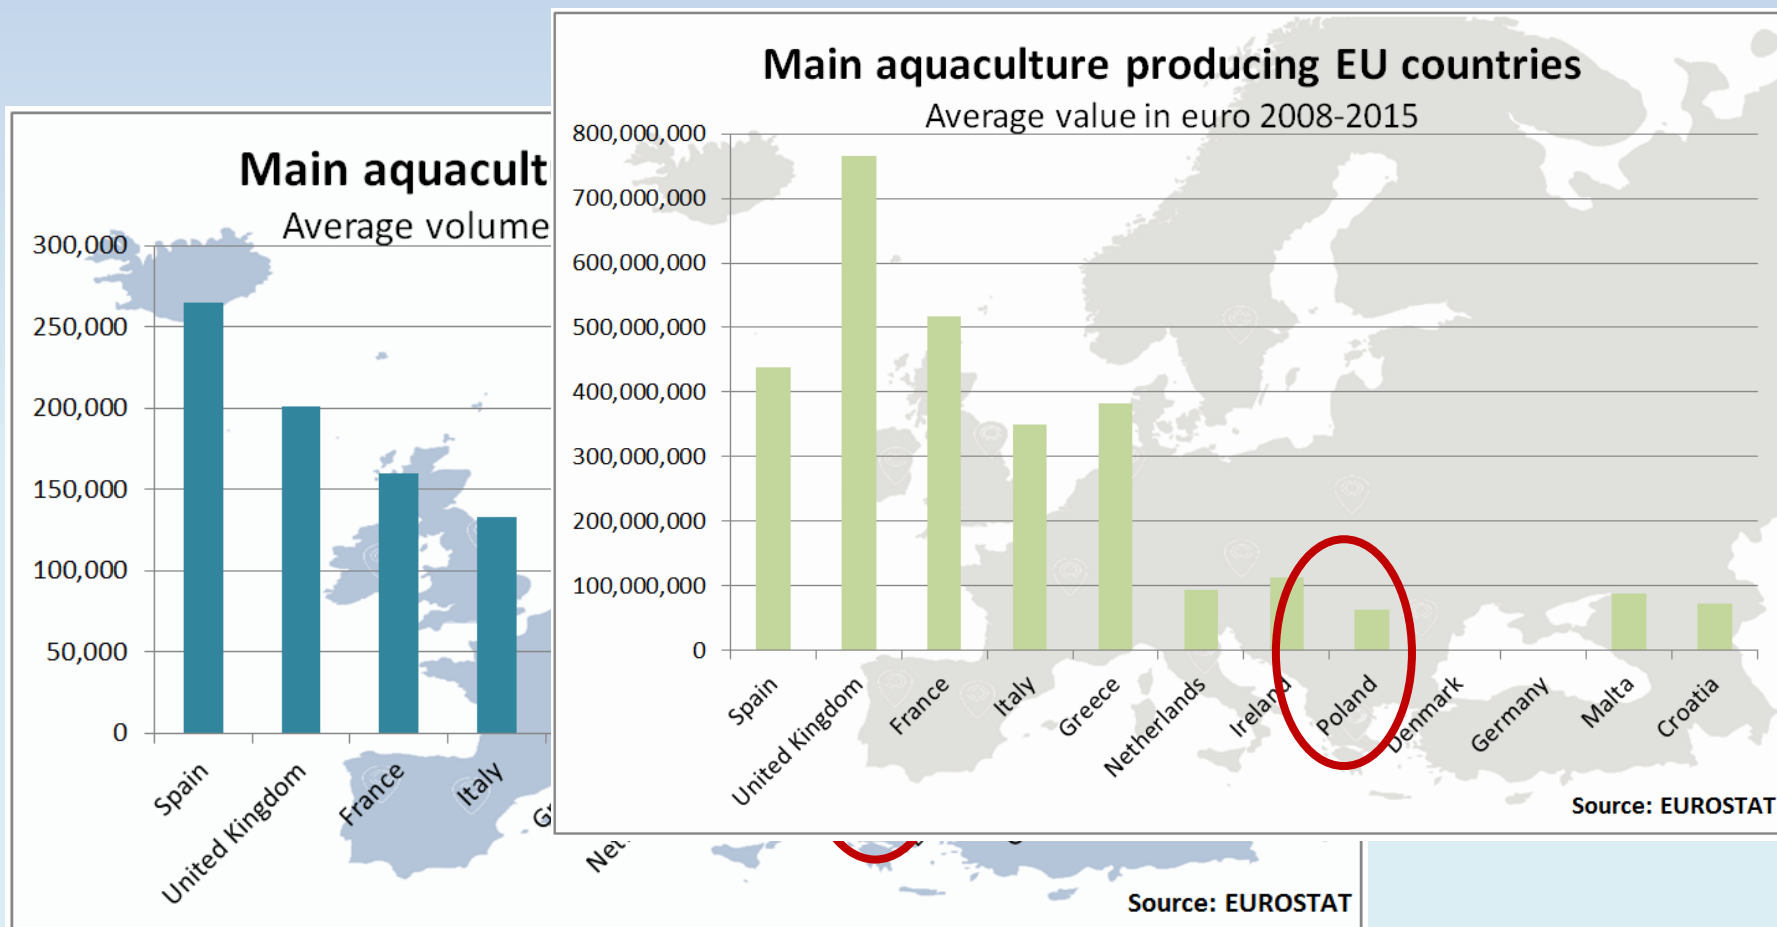 Main aquaculture producing EU countries
Average value in euro 2008-2015
800,000,000
700,000,000
600,000,000
500,000,000
400,000,000
300,000,000
200,000,000
100,000,000
0
Spain
United Kingdom
France
Italy
Greece
Netherlands
Ireland
Poland
Denmark
Germany
Malta
Croatia
Source: EUROSTAT
Main aquacult
Average volume
300,000
250,000
200,000
150,000
100,000
50,000
0
Spain
United Kingdom
France
Italy
G
Net
Source: EUROSTAT